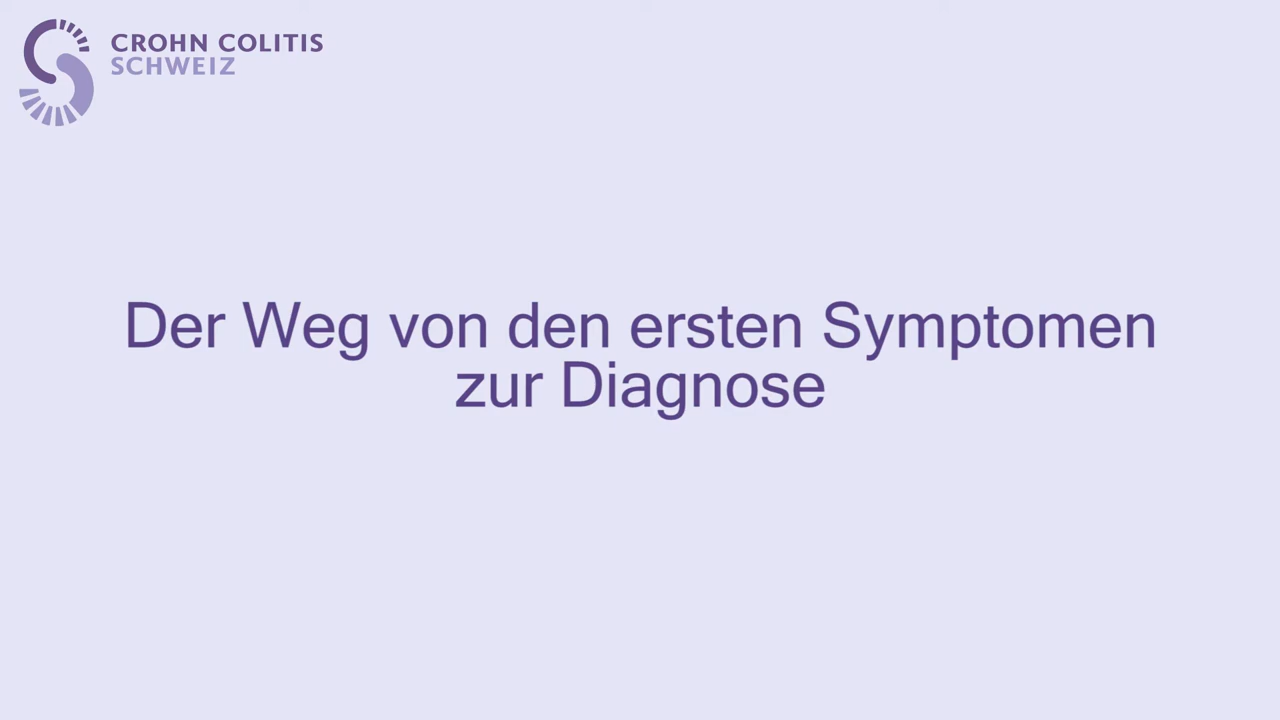 CROHN COLITIS
SCHWEIZ
Der Weg von den ersten Symptomen
zur Diagnose